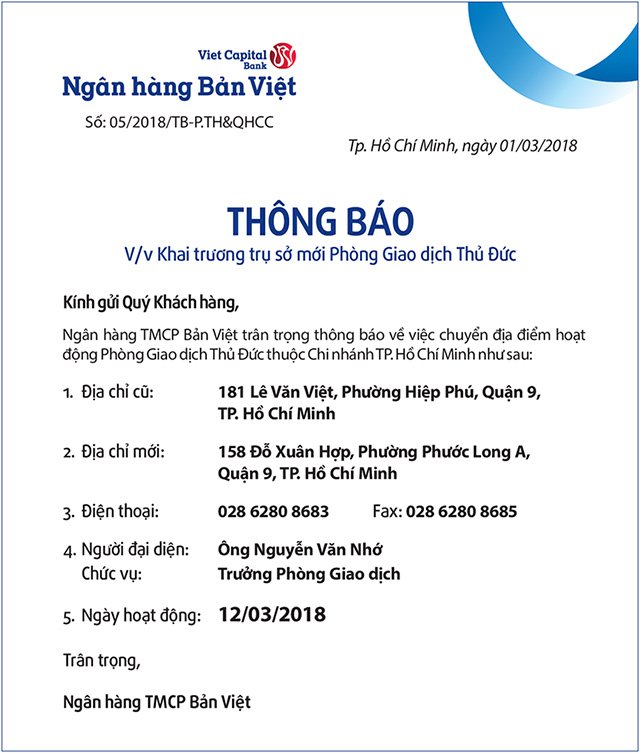 Viet Capital
Bank
Ngân hàng Bản Việt
Số: 05/2018/TB-P.TH&QHCC
Tp. Hồ Chí Minh, ngày 01/03/2018
THÔNG BÁO
V/v Khai trương trụ sở mới Phòng Giao dịch Thủ Đức
Kính gửi Quý Khách hàng,
Ngân hàng TMCP Bản Việt trân trọng thông báo về việc chuyển địa điểm hoạt
động Phòng Giao dịch Thủ Đức thuộc Chi nhánh TP. Hồ Chí Minh như sau:
1. Địa chỉ cũ: 181 Lê Văn Việt, Phường Hiệp Phú, Quận 9,
TP. Hồ Chí Minh
2. Địa chỉ mới: 158 Đỗ Xuân Hợp, Phường Phước Long A,
Quận 9, TP. Hồ Chí Minh
3. Điện thoại: 028 6280 8683 Fax: 028 6280 8685
4. Người đại diện: Ông Nguyễn Văn Nhớ
Chức vụ: Trưởng Phòng Giao dịch
5. Ngày hoạt động: 12/03/2018
Trân trọng,
Ngân hàng TMCP Bản Việt